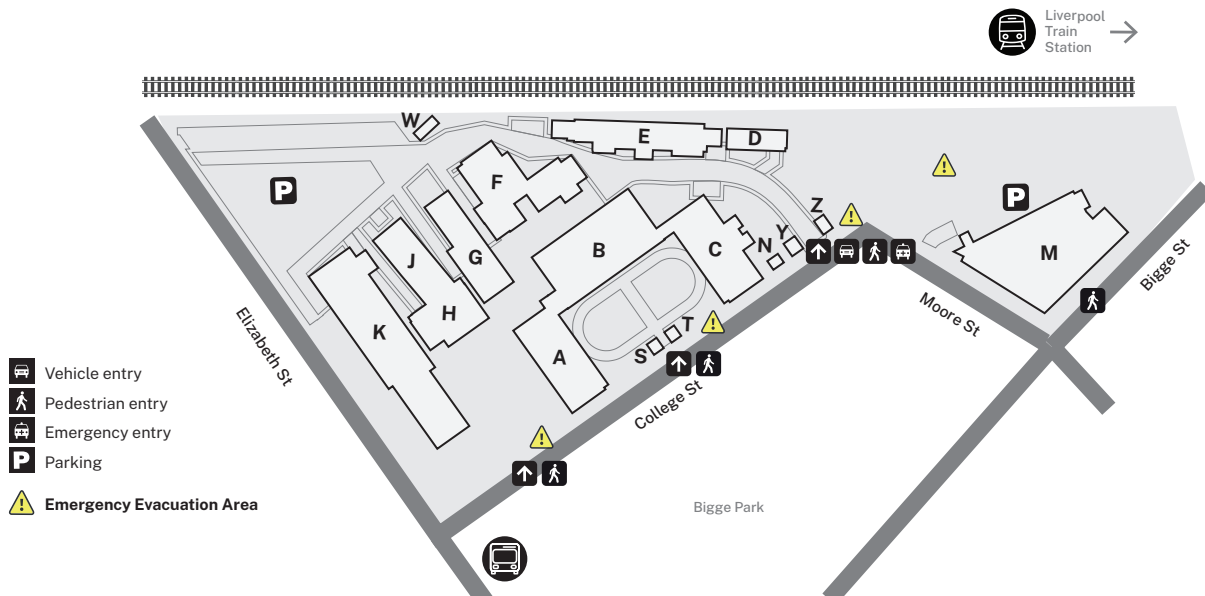 Liverpool
Train
Station
W
E
D
P
F
Z
P
B
C
Y
N
G
J
M
Bigge St
H
K
Moore St
Elizabeth St
T
S
A
College St
Vehicle entry
Pedestrian entry
Emergency entry
P
Parking
Emergency Evacuation Area
Bigge Park